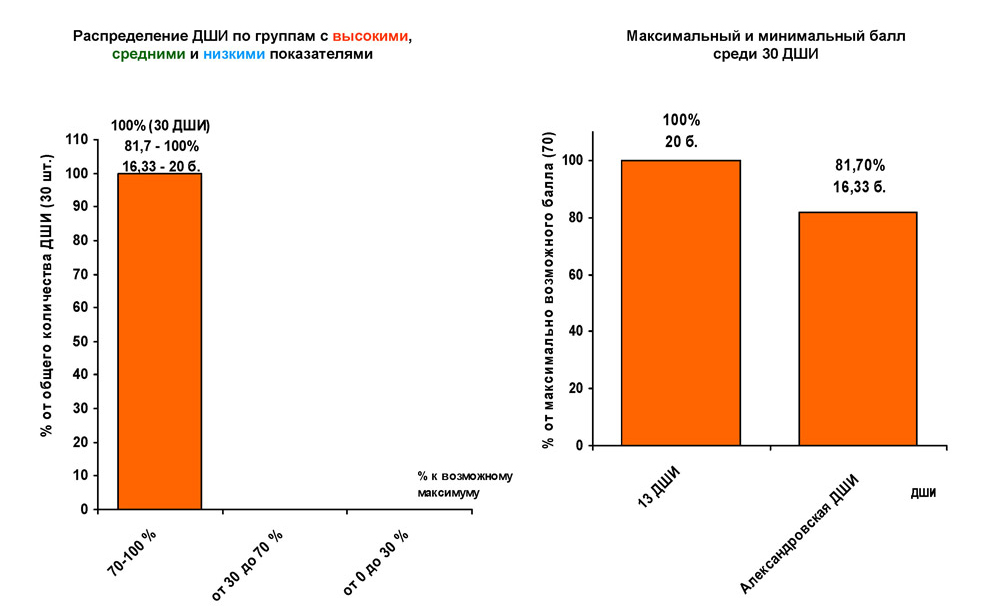 Распределение ДШИ по группам с высокими,
средними и низкими показателями
100% (30 ДШИ)
81,7 - 100%
16,33 - 20 б.
% от общего количества ДШИ (30 шт.)
110
100
90
80
70
60
50
40
30
20
10
0
% к возможному
максимуму
70-100 %
от 30 до 70 %
от 0 до 30 %
Максимальный и минимальный балл
среди 30 ДШИ
100%
20 б.
81,70%
16,33 б.
% от максимально возможного балла (70)
100
80
60
40
20
0
13 ДШИ
Александровская ДШИ
ДШИ